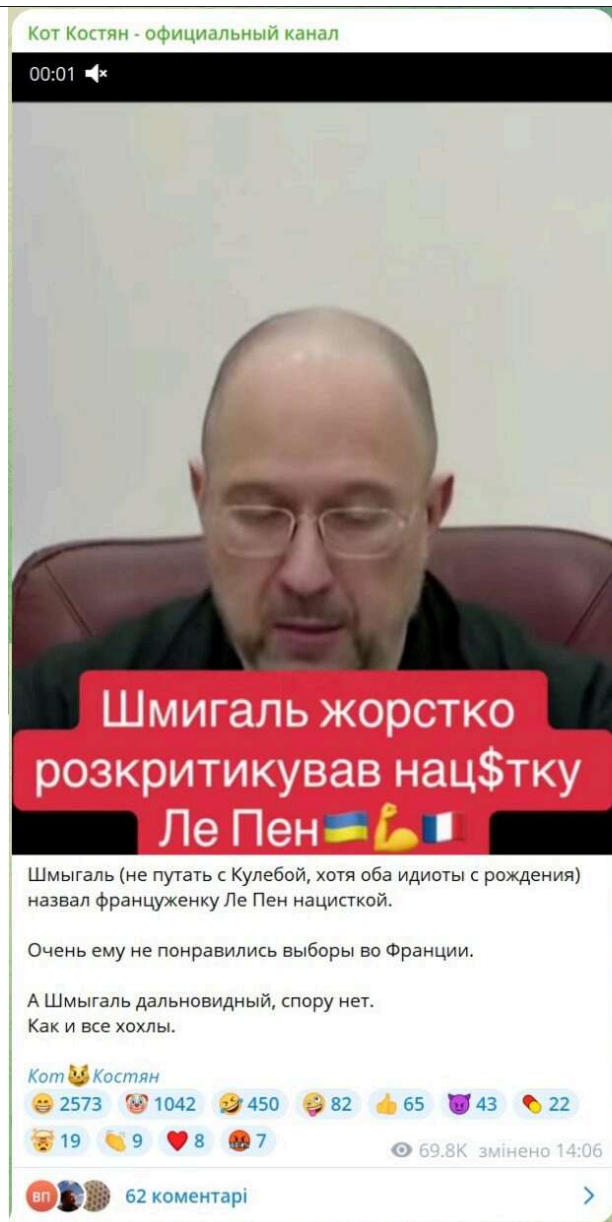 Кот Костян - официальный канал
00:01
Шмигаль жорстко
розкритикував нац$тку
Ле Пен🇺🇦💪🇫🇷
Шмыгаль (не путать с Кулебой, хотя оба идиоты с рождения)
назвал француженку Ле Пен нацисткой.
Очень ему не понравились выборы во Франции.
А Шмыгаль дальновидный, спору нет.
Как и все хохлы.
Кот😼Костян
😁 2573 🤡 1042 🤣 450 🤪 82 👍 65 😈 43 💊 22
🤯 19 👏 9 ❤ 8 🤬 7 69.8K змінено 14:06
ВП 62 коментарі